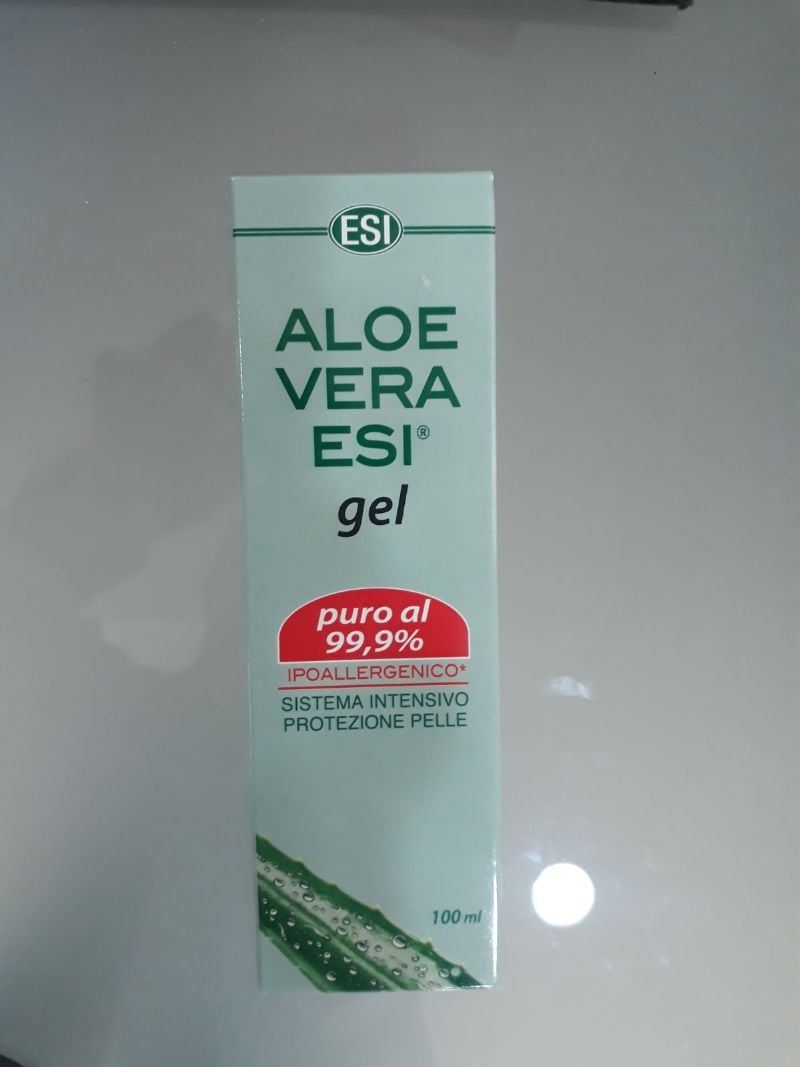 ESI
ALOE
VERA
ESI®
gel
puro al
99,9%
IPOALLERGENICO*
SISTEMA INTENSIVO
PROTEZIONE PELLE
100 ml